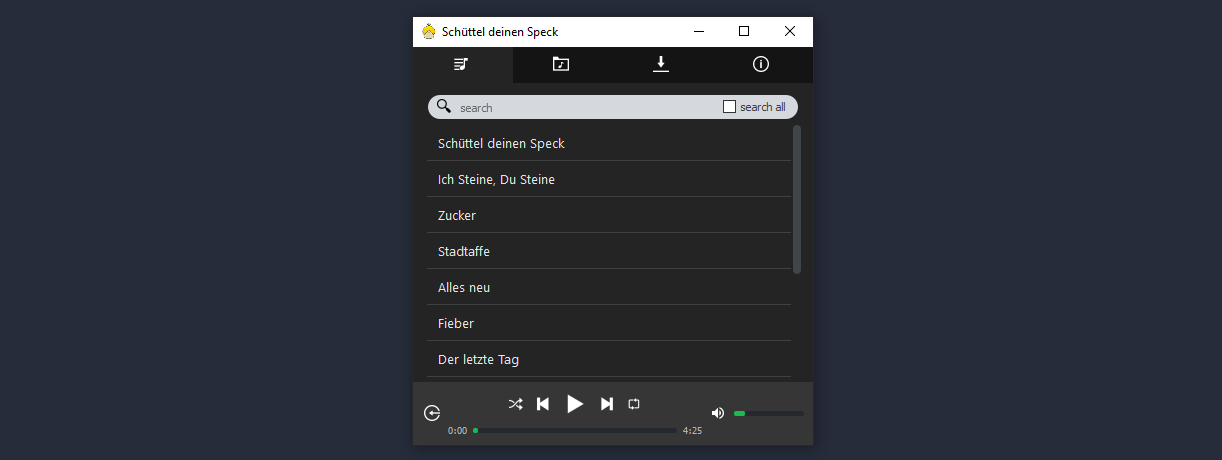 Schüttel deinen Speck
search
search all
Schüttel deinen Speck
Ich Steine, Du Steine
Zucker
Stadtaffe
Alles neu
Fieber
Der letzte Tag
0:00
4:25